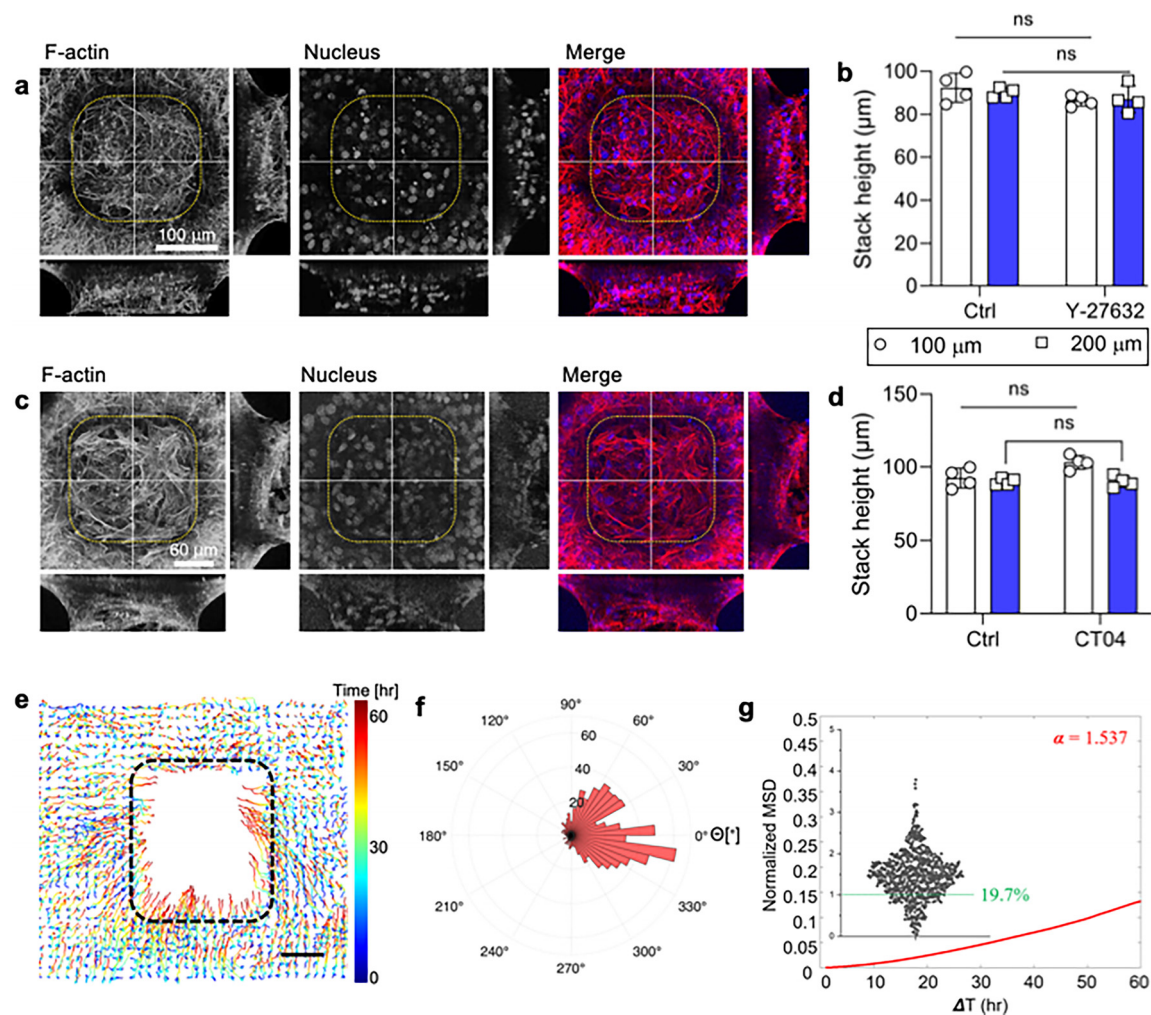 a
F-actin
Nucleus
Merge
100 μm
b
ns
ns
Stack height (μm)
100
80
60
40
20
0
Ctrl
Y-27632
100 μm
200 μm
c
F-actin
Nucleus
Merge
60 μm
d
ns
ns
Stack height (μm)
150
100
50
0
Ctrl
CT04
e
Time [hr]
60
30
0
f
90°
120°
60°
60
150°
40
30°
20
180°
0°
Θ[°]
210°
330°
240°
300°
270°
g
Normalized MSD
0.5
0.45
0.4
0.35
0.3
0.25
0.2
0.15
0.1
0.05
0
α = 1.537
5
4
3
2
1
0
19.7%
10 20 30 40 50 60
ΔT (hr)